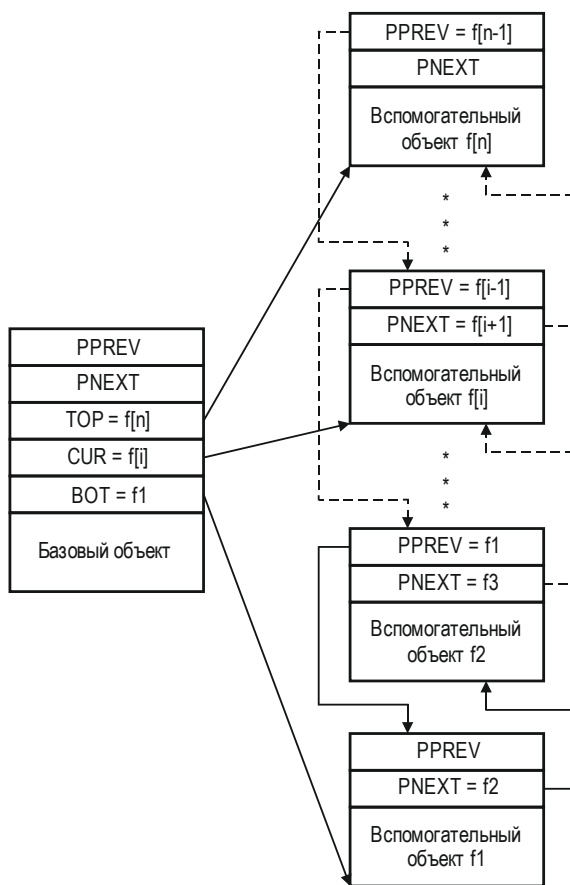 PPREV = f[n-1]
PNEXT
Вспомогательный
объект f[n]
*
*
*
PPREV = f[i-1]
PNEXT = f[i+1]
Вспомогательный
объект f[i]
*
*
*
PPREV
PNEXT
TOP = f[n]
CUR = f[i]
BOT = f1
Базовый объект
PPREV = f1
PNEXT = f3
Вспомогательный
объект f2
PPREV
PNEXT = f2
Вспомогательный
объект f1